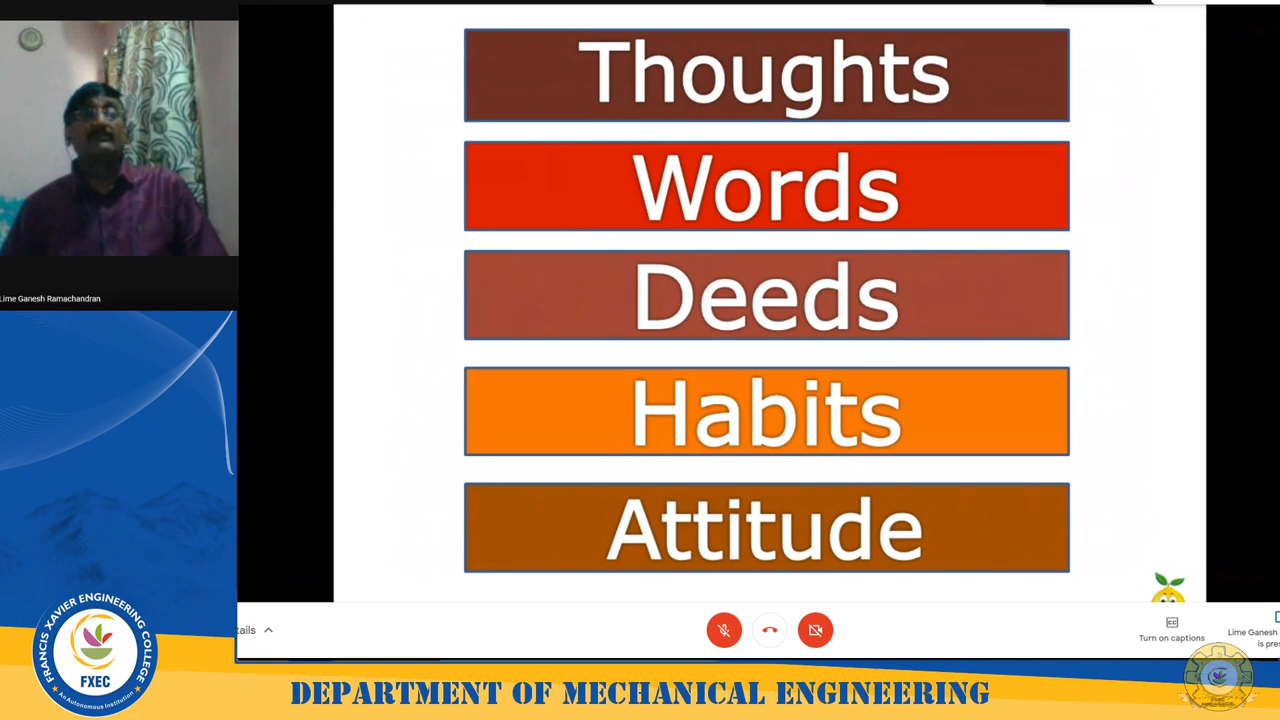 Thoughts
Words
Deeds
Habits
Attitude
Lime Ganesh Ramachandran
tails
Turn on captions
Lime Ganesh
is pres
FRANCIS XAVIER ENGINEERING COLLEGE
FXEC
An Autonomous Institution
DEPARTMENT OF MECHANICAL ENGINEERING